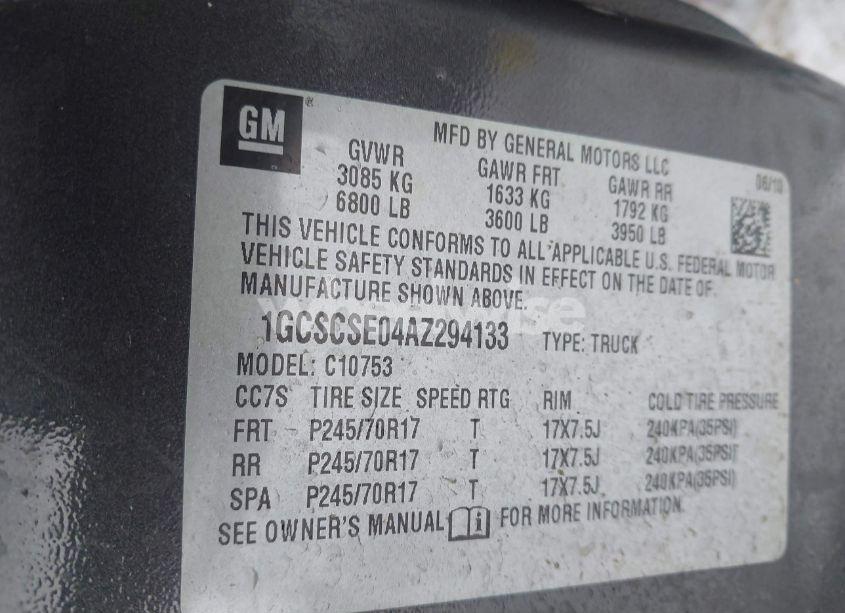 GM
MFD BY GENERAL MOTORS LLC
06/10
GVWR GAWR FRT GAWR RR
3085 KG 1633 KG 1792 KG
6800 LB 3600 LB 3950 LB
THIS VEHICLE CONFORMS TO ALL APPLICABLE U.S. FEDERAL MOTOR
VEHICLE SAFETY STANDARDS IN EFFECT ON THE DATE OF
MANUFACTURE SHOWN ABOVE.
1GCSCSE04AZ294133 TYPE: TRUCK
MODEL: C10753
CC7S TIRE SIZE SPEED RTG RIM COLD TIRE PRESSURE
FRT P245/70R17 T 17X7.5J 240KPA(35PSI)
RR P245/70R17 T 17X7.5J 240KPA(35PSI)
SPA P245/70R17 T 17X7.5J 240KPA(35PSI)
SEE OWNER'S MANUAL FOR MORE INFORMATION.